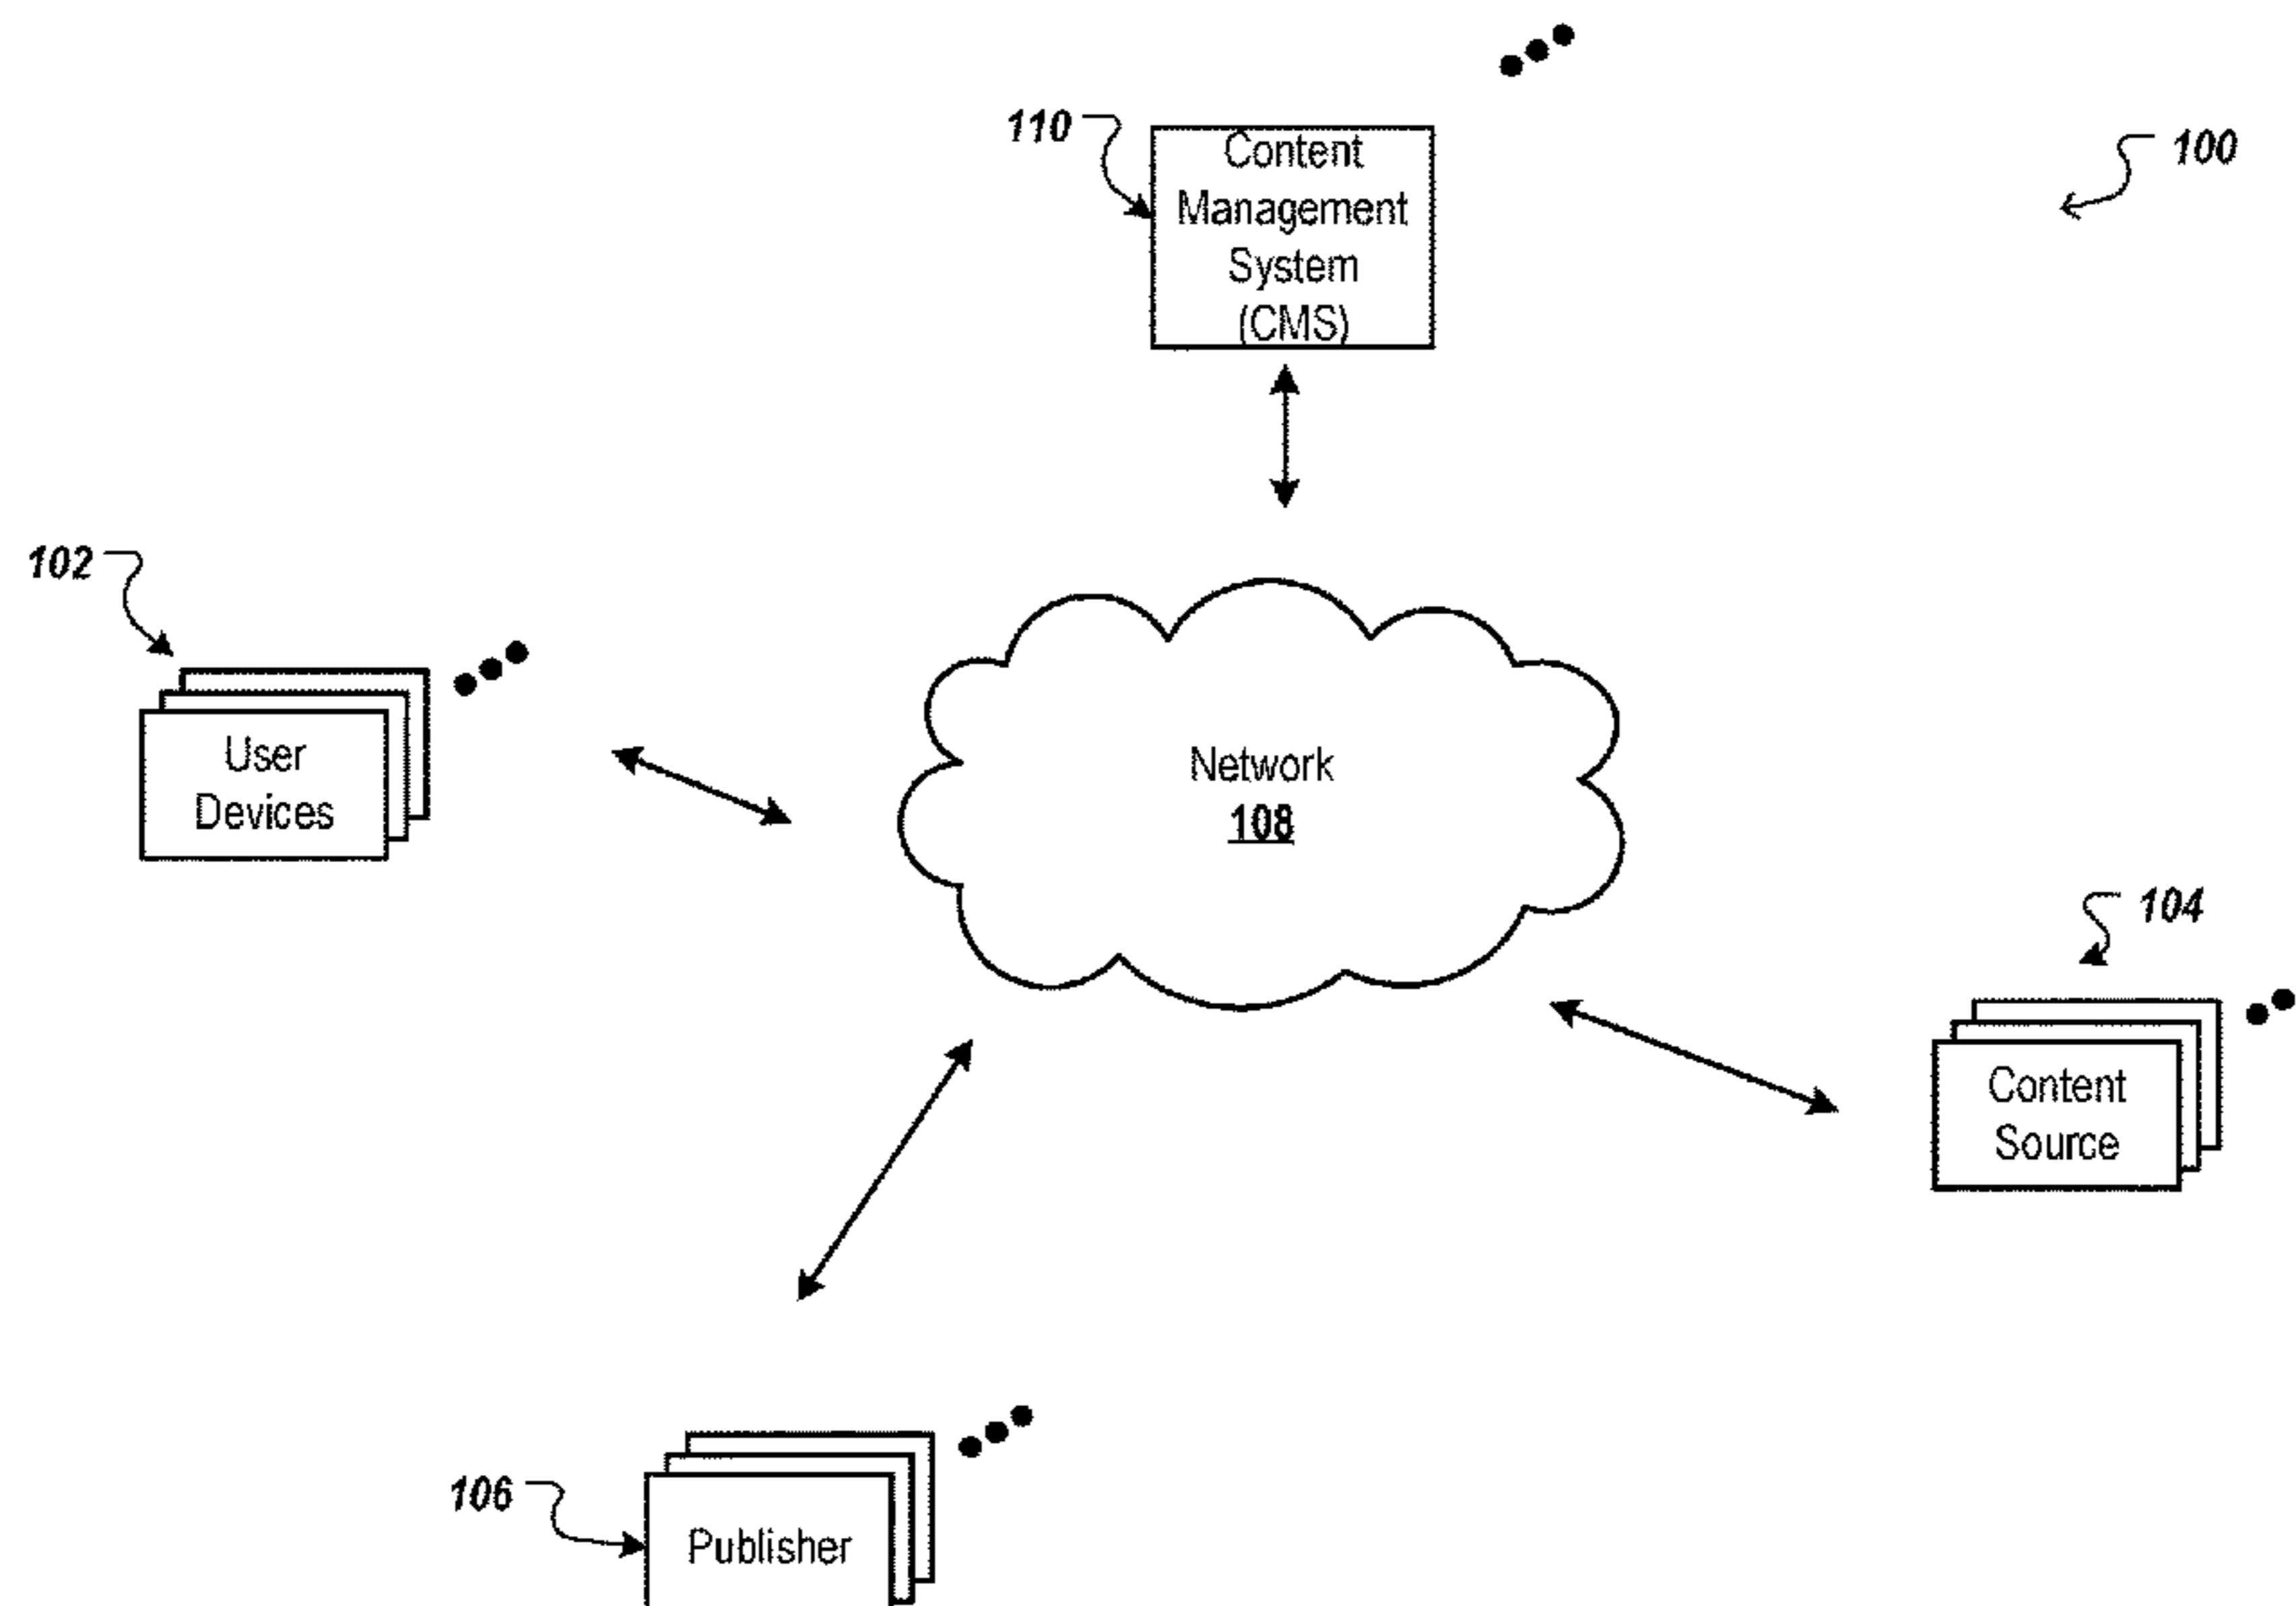 110
Content
Management
System
(CMS)
100
102
User
Devices
Network
108
104
Content
Source
106
Publisher